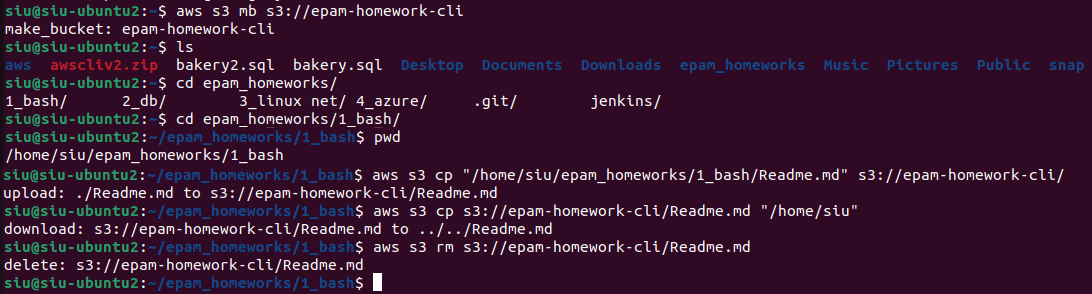 siu@siu-ubuntu2:~$ aws s3 mb s3://epam-homework-cli
make_bucket: epam-homework-cli
siu@siu-ubuntu2:~$ ls
aws  awscliv2.zip  bakery2.sql  bakery.sql  Desktop  Documents  Downloads  epam_homeworks  Music  Pictures  Public  snap
siu@siu-ubuntu2:~$ cd epam_homeworks/
1_bash/      2_db/        3_linux net/ 4_azure/     .git/        jenkins/
siu@siu-ubuntu2:~$ cd epam_homeworks/1_bash/
siu@siu-ubuntu2:~/epam_homeworks/1_bash$ pwd
/home/siu/epam_homeworks/1_bash
siu@siu-ubuntu2:~/epam_homeworks/1_bash$ aws s3 cp "/home/siu/epam_homeworks/1_bash/Readme.md" s3://epam-homework-cli/
upload: ./Readme.md to s3://epam-homework-cli/Readme.md
siu@siu-ubuntu2:~/epam_homeworks/1_bash$ aws s3 cp s3://epam-homework-cli/Readme.md "/home/siu"
download: s3://epam-homework-cli/Readme.md to ../../Readme.md
siu@siu-ubuntu2:~/epam_homeworks/1_bash$ aws s3 rm s3://epam-homework-cli/Readme.md
delete: s3://epam-homework-cli/Readme.md
siu@siu-ubuntu2:~/epam_homeworks/1_bash$